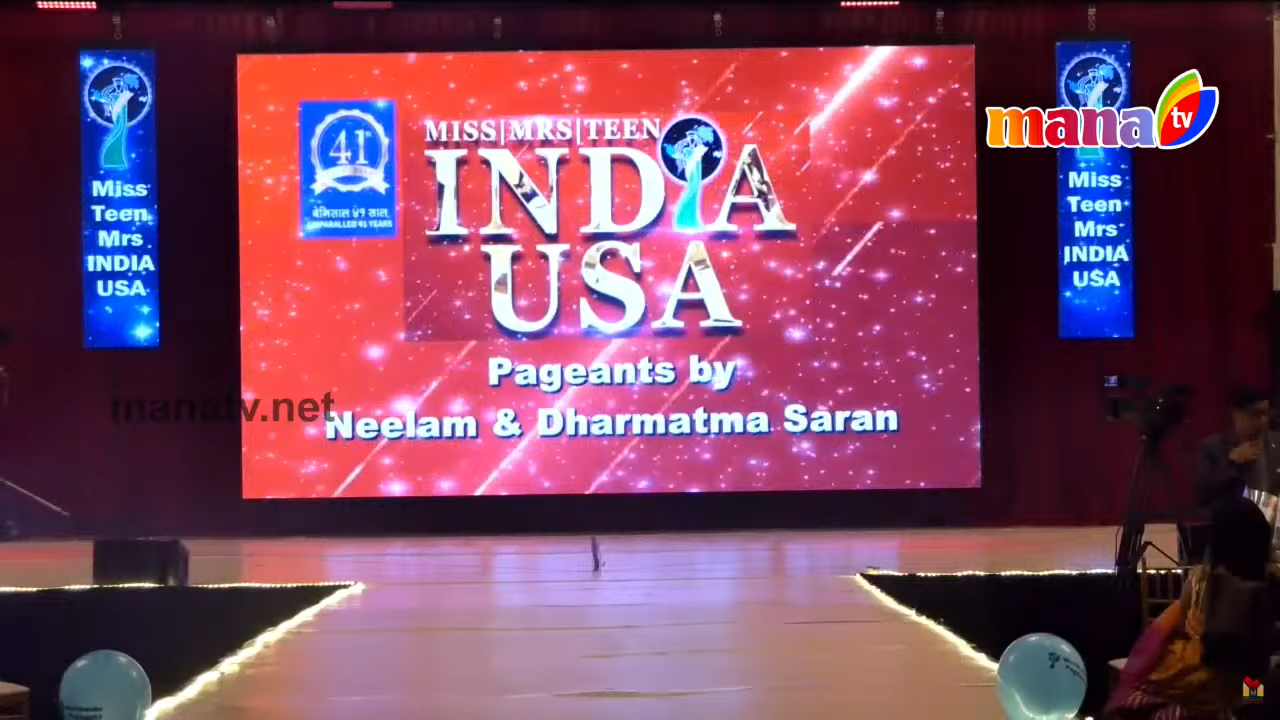 mana tv
Miss
Teen
Mrs
INDIA
USA
41
बेमिसाल ४१ साल
UNPARALLED 41 YEARS
MISS|MRS|TEEN
INDIA
USA
Pageants by
Neelam & Dharmatma Saran
Miss
Teen
Mrs
INDIA
USA
manatv.net